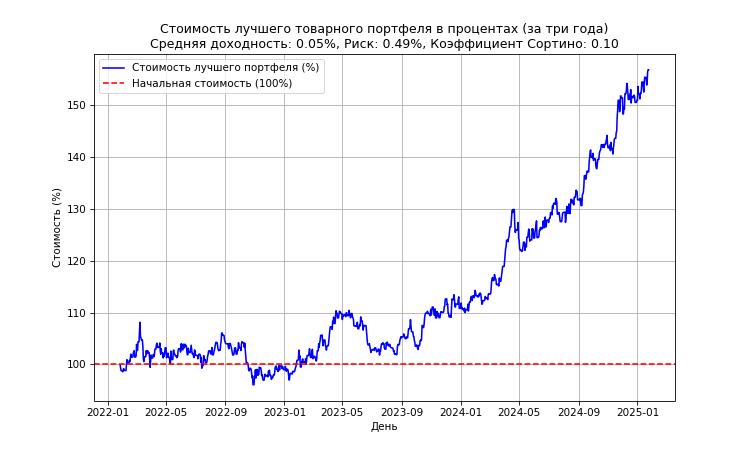 Стоимость лучшего товарного портфеля в процентах (за три года)
Средняя доходность: 0.05%, Риск: 0.49%, Коэффициент Сортино: 0.10
Стоимость лучшего портфеля (%)
Начальная стоимость (100%)
Стоимость (%)
150
140
130
120
110
100
2022-01 2022-05 2022-09 2023-01 2023-05 2023-09 2024-01 2024-05 2024-09 2025-01
День